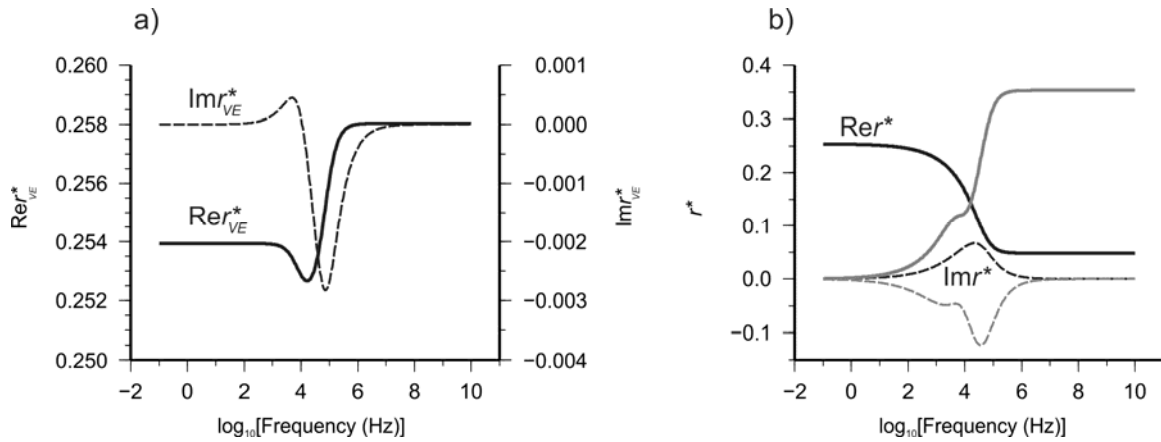 a)
0.260
0.258
0.256
0.254
0.252
0.250
Rer*VE
Imr*VE
Rer*VE
0.001
0.000
−0.001
−0.002
−0.003
−0.004
Imr*VE
−2 0 2 4 6 8 10
log10[Frequency (Hz)]
b)
0.4
0.3
0.2
0.1
0.0
−0.1
r*
Rer*
Imr*
−2 0 2 4 6 8 10
log10[Frequency (Hz)]